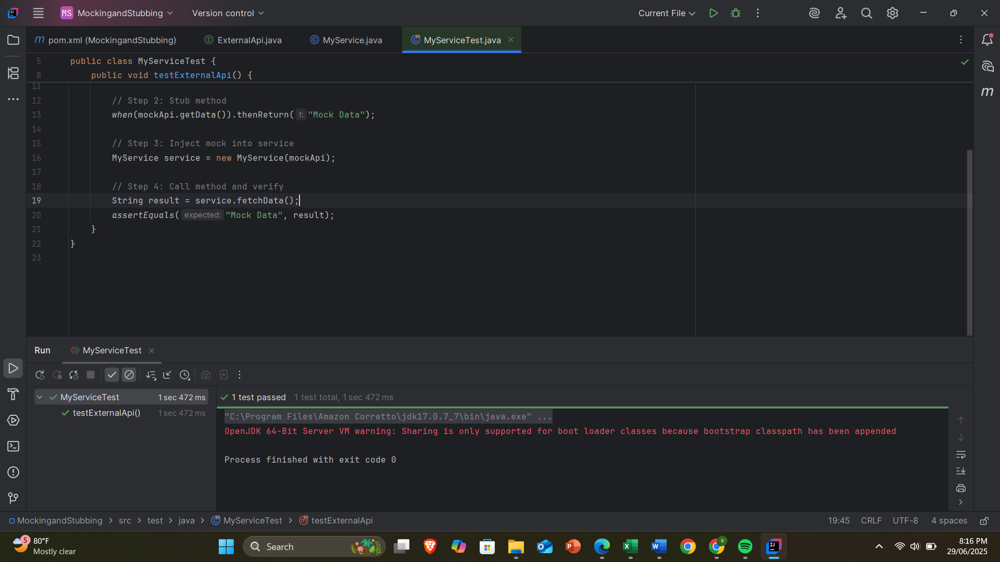 MS MockingandStubbing Version control Current File
m pom.xml (MockingandStubbing) ExternalApi.java MyService.java MyServiceTest.java
5 public class MyServiceTest {
8 public void testExternalApi() {
11
12 // Step 2: Stub method
13 when(mockApi.getData()).thenReturn( t: "Mock Data");
14
15 // Step 3: Inject mock into service
16 MyService service = new MyService(mockApi);
17
18 // Step 4: Call method and verify
19 String result = service.fetchData();
20 assertEquals( expected: "Mock Data", result);
21 }
22 }
23
Run MyServiceTest
MyServiceTest 1 sec 472 ms
testExternalApi() 1 sec 472 ms
1 test passed 1 test total, 1 sec 472 ms
"C:\Program Files\Amazon Corretto\jdk17.0.7_7\bin\java.exe" ...
OpenJDK 64-Bit Server VM warning: Sharing is only supported for boot loader classes because bootstrap classpath has been appended
Process finished with exit code 0
MockingandStubbing > src > test > java > MyServiceTest > testExternalApi 19:45 CRLF UTF-8 4 spaces
5 80°F
Mostly clear
Search
8:16 PM
29/06/2025